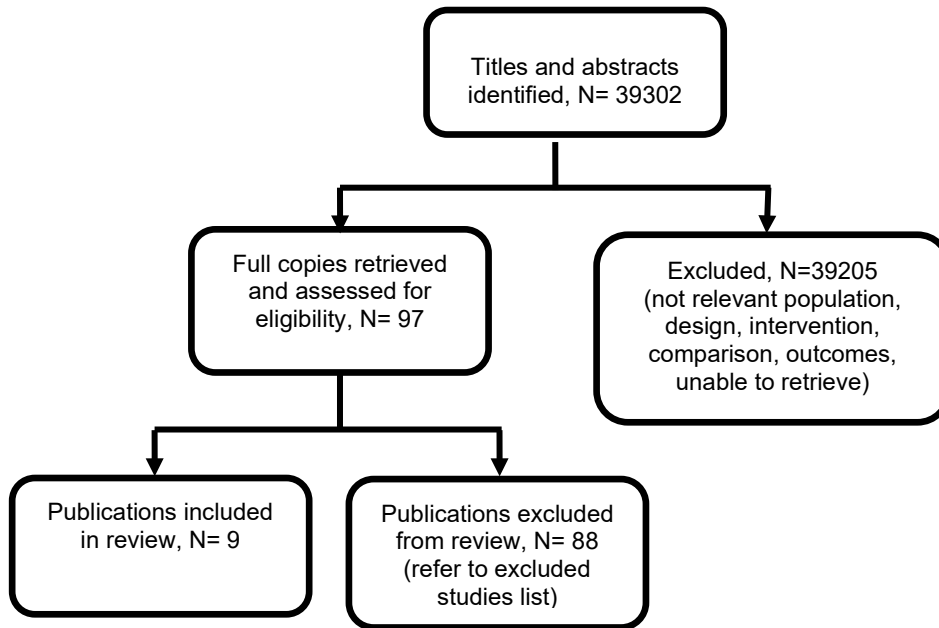 Titles and abstracts
identified, N= 39302
Full copies retrieved
and assessed for
eligibility, N= 97
Excluded, N=39205
(not relevant population,
design, intervention,
comparison, outcomes,
unable to retrieve)
Publications included
in review, N= 9
Publications excluded
from review, N= 88
(refer to excluded
studies list)